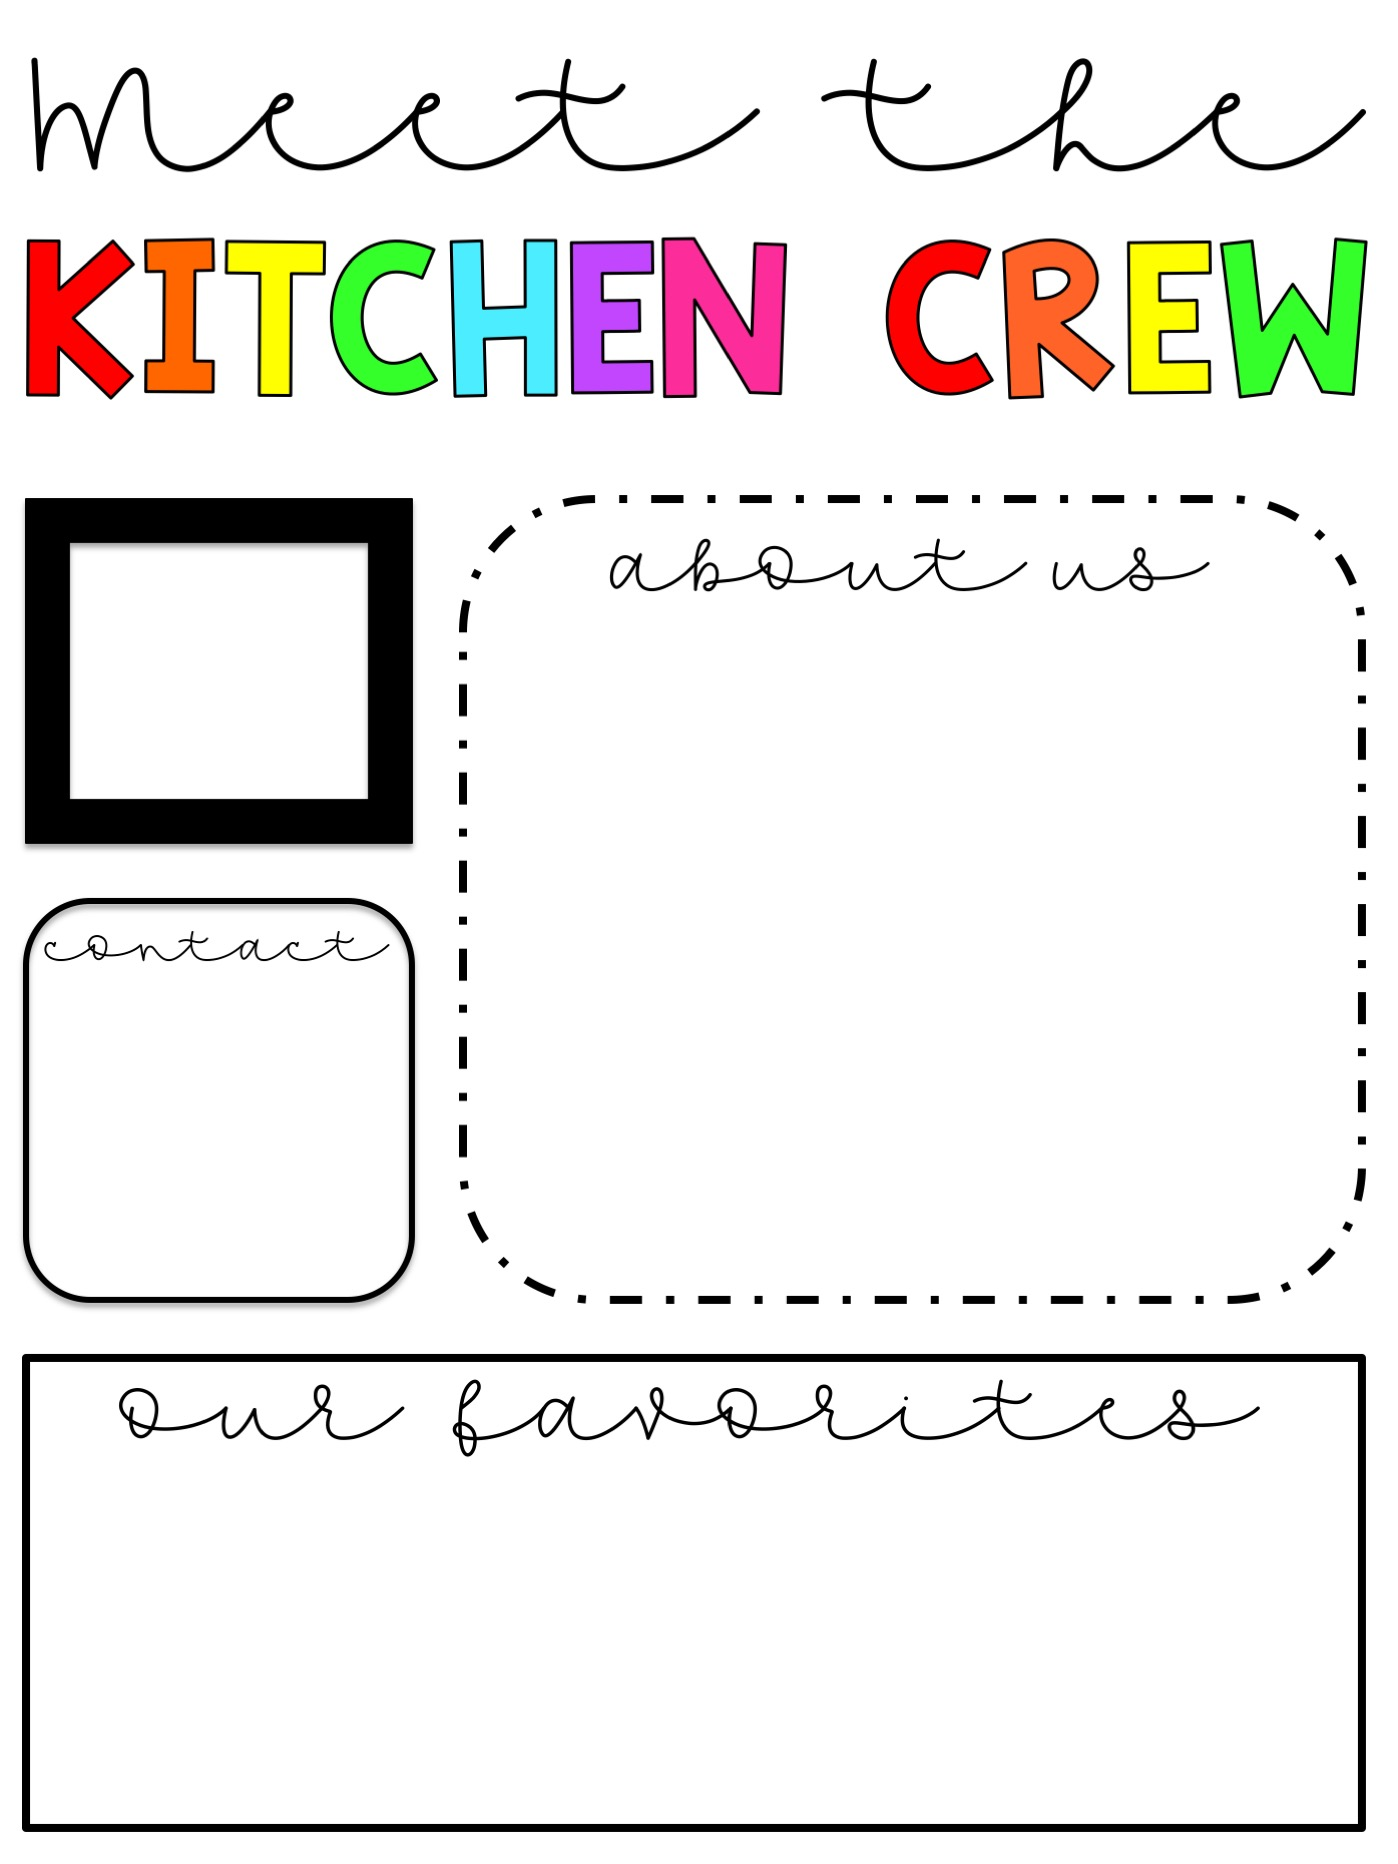 Meet the
KITCHEN CREW
about us
contact
our favorites